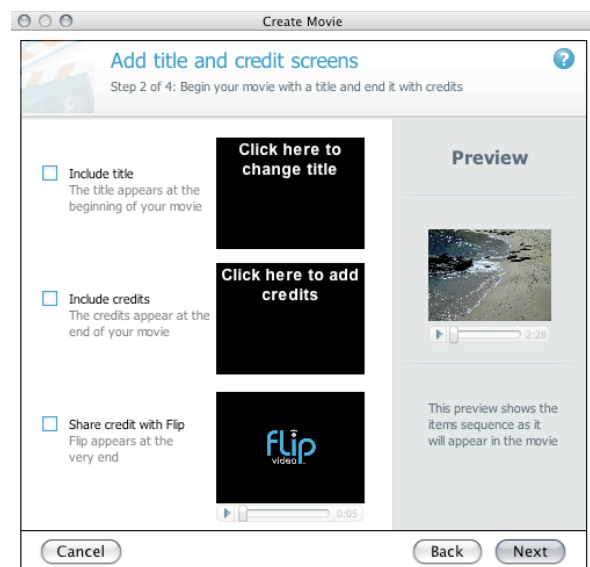 Create Movie
Add title and credit screens
?
Step 2 of 4: Begin your movie with a title and end it with credits
Include title
The title appears at the
beginning of your movie
Click here to
change title
Include credits
The credits appear at the
end of your movie
Click here to add
credits
Share credit with Flip
Flip appears at the
very end
flip
video
0:05
Preview
2:28
This preview shows the
items sequence as it
will appear in the movie
Cancel
Back
Next